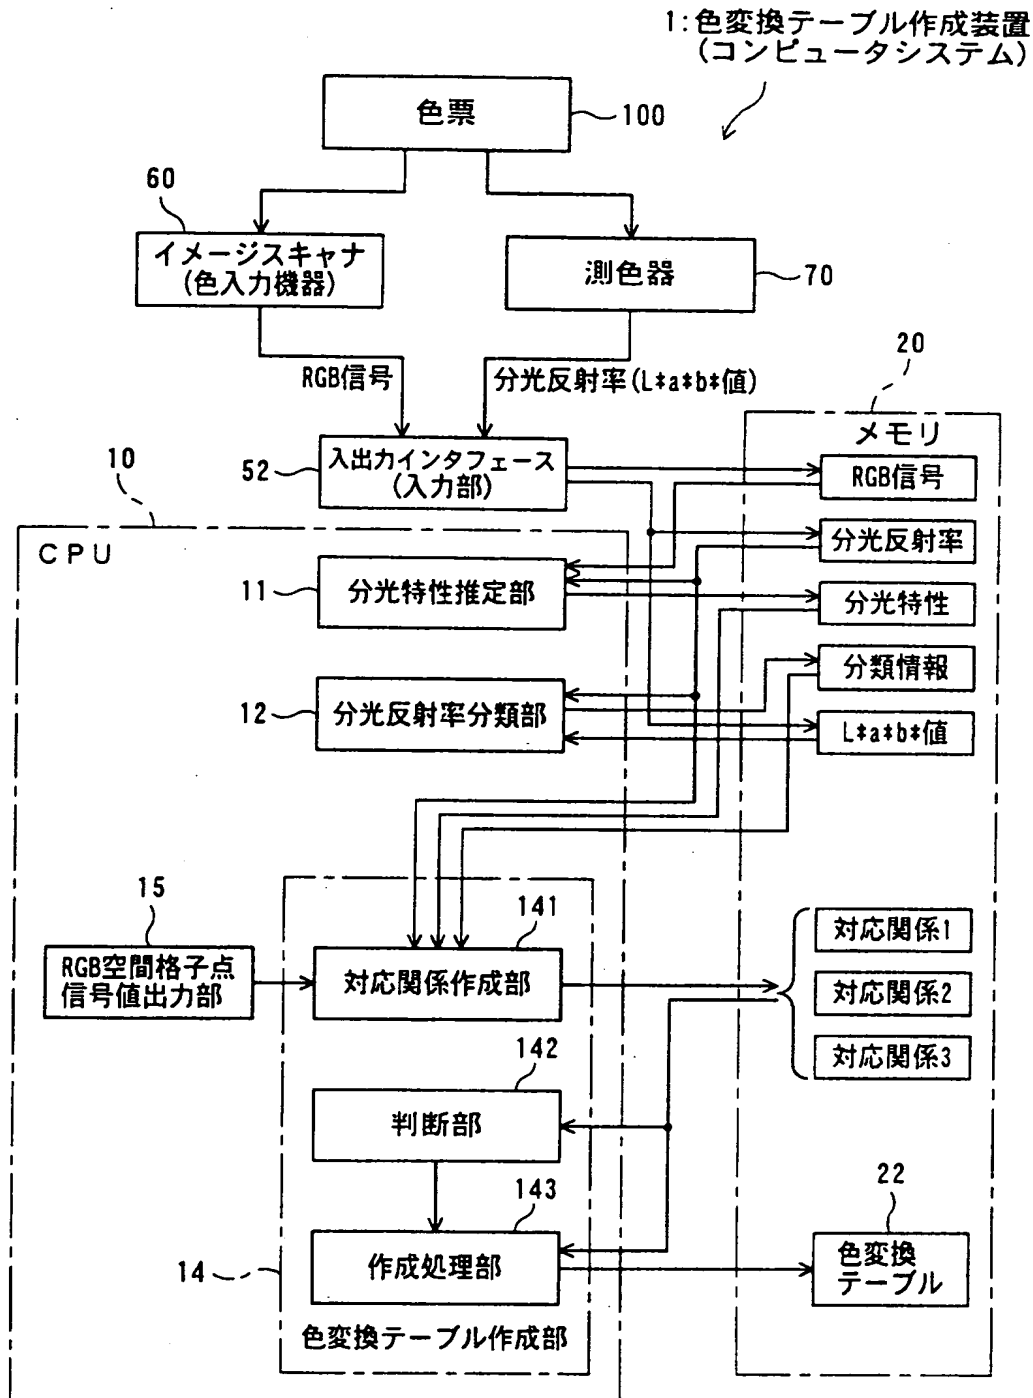 1:色変換テーブル作成装置
(コンピュータシステム)
色票
100
60
イメージスキャナ
(色入力機器)
測色器
70
RGB信号
分光反射率(L*a*b*値)
20
メモリ
10
52
入出力インタフェース
(入力部)
RGB信号
CPU
分光反射率
11
分光特性推定部
分光特性
分類情報
12
分光反射率分類部
L*a*b*値
15
141
RGB空間格子点
信号値出力部
対応関係作成部
対応関係1
対応関係2
対応関係3
142
判断部
143
22
14
作成処理部
色変換
テーブル
色変換テーブル作成部